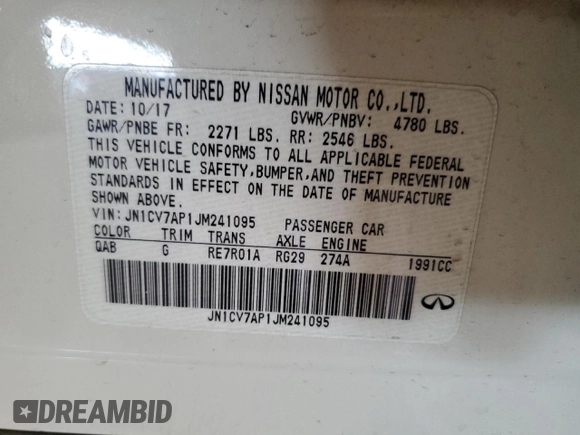 MANUFACTURED BY NISSAN MOTOR CO.,LTD.
DATE: 10/17 GVWR/PNBV: 4780 LBS.
GAWR/PNBE FR: 2271 LBS. RR: 2546 LBS.
THIS VEHICLE CONFORMS TO ALL APPLICABLE FEDERAL
MOTOR VEHICLE SAFETY, BUMPER, AND THEFT PREVENTION
STANDARDS IN EFFECT ON THE DATE OF MANUFACTURE
SHOWN ABOVE.
VIN: JN1CV7AP1JM241095 PASSENGER CAR
COLOR TRIM TRANS AXLE ENGINE
QAB G RE7R01A RG29 274A 1991CC
JN1CV7AP1JM241095
DREAMBID